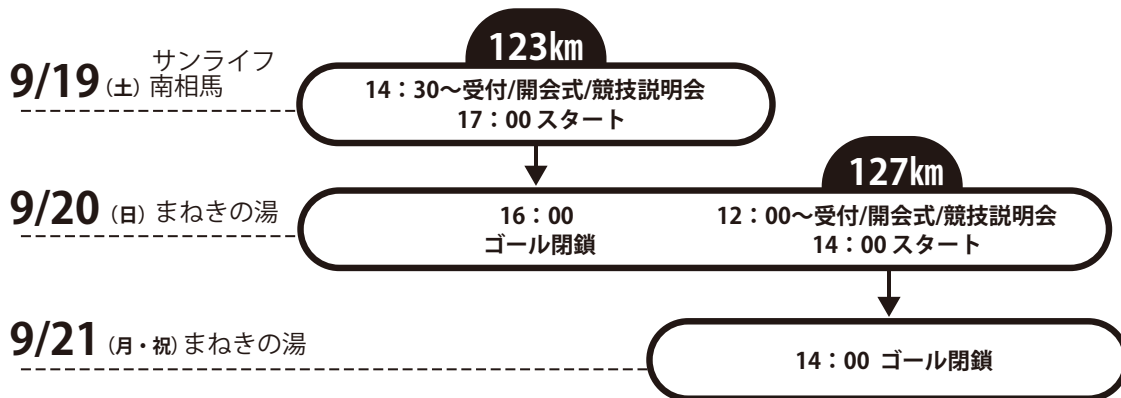 123㎞
9/19（土）サンライフ
南相馬
14：30～受付/開会式/競技説明会
17：00 スタート
127㎞
9/20（日）まねきの湯
16：00
ゴール閉鎖
12：00～受付/開会式/競技説明会
14：00 スタート
9/21（月・祝）まねきの湯
14：00 ゴール閉鎖